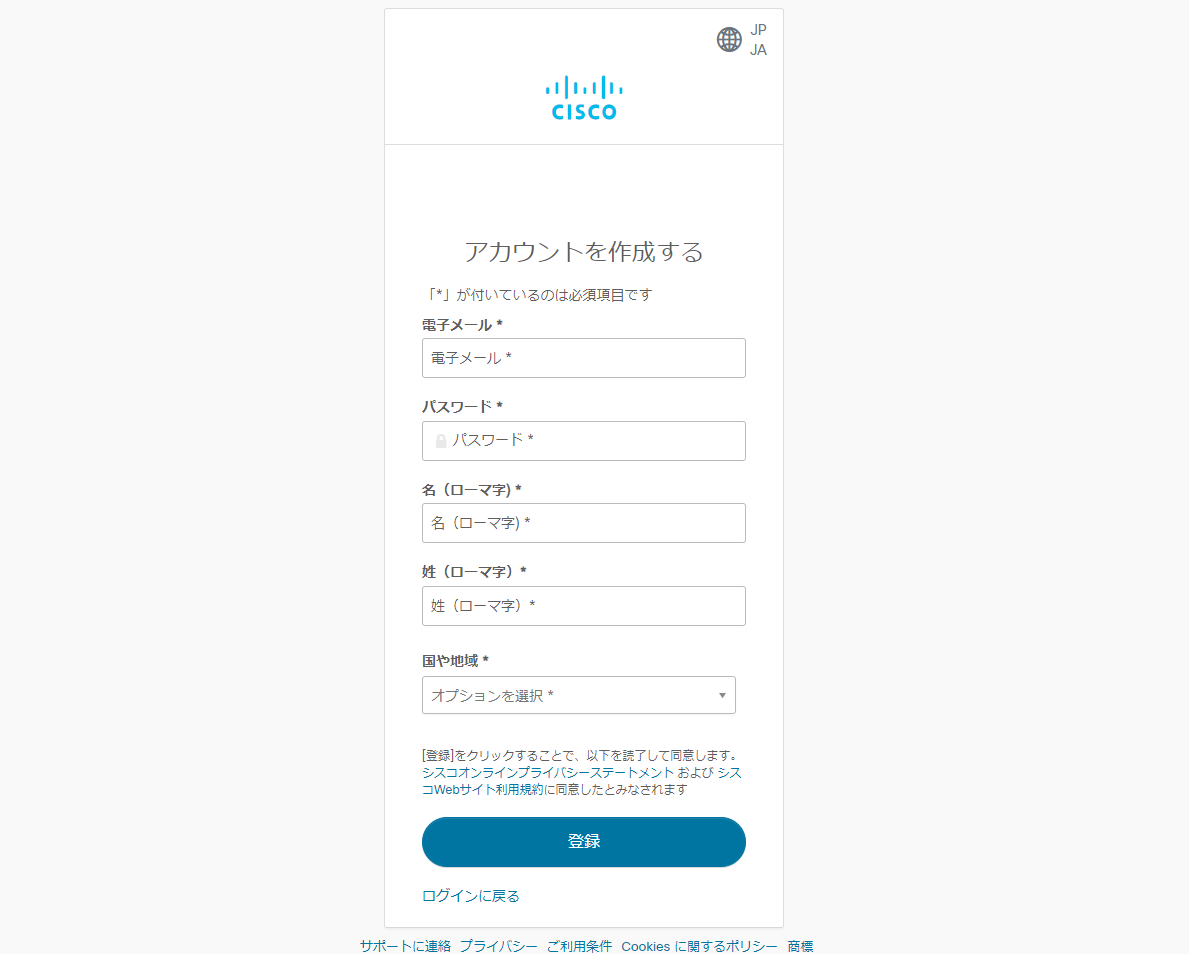 JP
JA
CISCO
アカウントを作成する
「*」が付いているのは必須項目です
電子メール *
電子メール *
パスワード *
パスワード *
名（ローマ字) *
名（ローマ字) *
姓（ローマ字）*
姓（ローマ字）*
国や地域 *
オプションを選択 *
[登録]をクリックすることで、以下を読了して同意します。
シスコオンラインプライバシーステートメント および シス
コWebサイト利用規約に同意したとみなされます
登録
ログインに戻る
サポートに連絡 プライバシー ご利用条件 Cookies に関するポリシー 商標